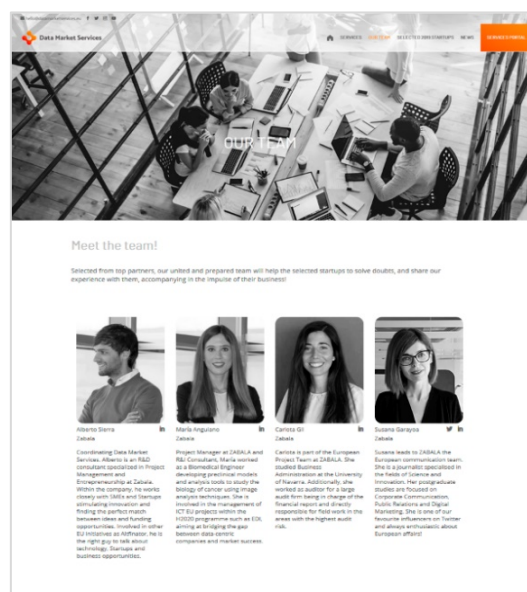 Data Market Services
SERVICES OUR TEAM SELECTED 2019 STARTUPS NEWS SERVICES PORTAL
OUR TEAM
Meet the team!
Selected from top partners, our united and prepared team will help the selected startups to solve doubts, and share our
experience with them, accompanying in the impulse of their business!
Alberto Sierra
Zabala
Coordinating Data Market
Services. Alberto is an R&D
consultant specialized in Project
Management and
Entrepreneurship at Zabala.
Within the company, he works
closely with SMEs and Startups
stimulating innovation and
finding the perfect match
between ideas and funding
opportunities. Involved in other
EU initiatives as Altfinator, he is
the right guy to talk about
technology, Startups and
business opportunities.
María Anguiano
Zabala
Project Manager at ZABALA and
R&I Consultant, María worked
as a Biomedical Engineer
developing preclinical models
and analysis tools to study the
biology of cancer using image
analysis techniques. She is
involved in the management of
ICT EU projects within the
H2020 programme such as EDI,
aiming at bridging the gap
between data-centric
companies and market success.
Carlota Gil
Zabala
Carlota is part of the European
Project Team at ZABALA. She
studied Business
Administration at the University
of Navarra. Additionally, she
worked as auditor for a large
audit firm being in charge of the
financial report and directly
responsible for field work in the
areas with the highest audit
risk.
Susana Garayoa
Zabala
Susana leads to ZABALA the
European communication team.
She is a journalist specialized in
the fields of Science and
Innovation. Her postgraduate
studies are focused on
Corporate Communication,
Public Relations and Digital
Marketing. She is one of our
favourite influencers on Twitter
and always enthusiastic about
European affairs!